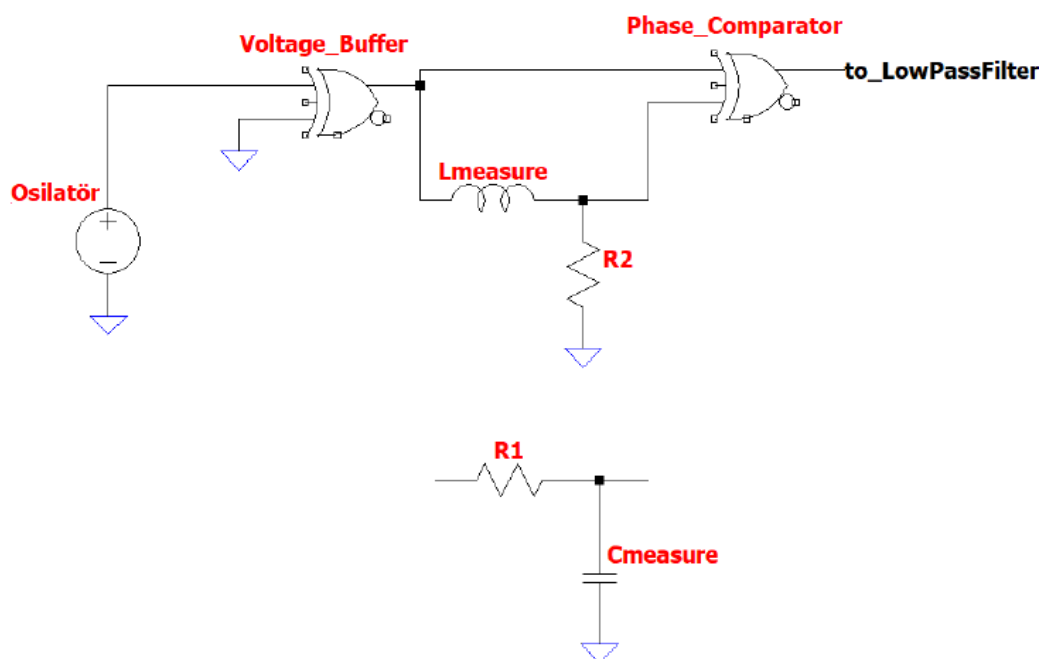 Phase_Comparator
Voltage_Buffer
to_LowPassFilter
Lmeasure
Osilatör
R2
R1
Cmeasure